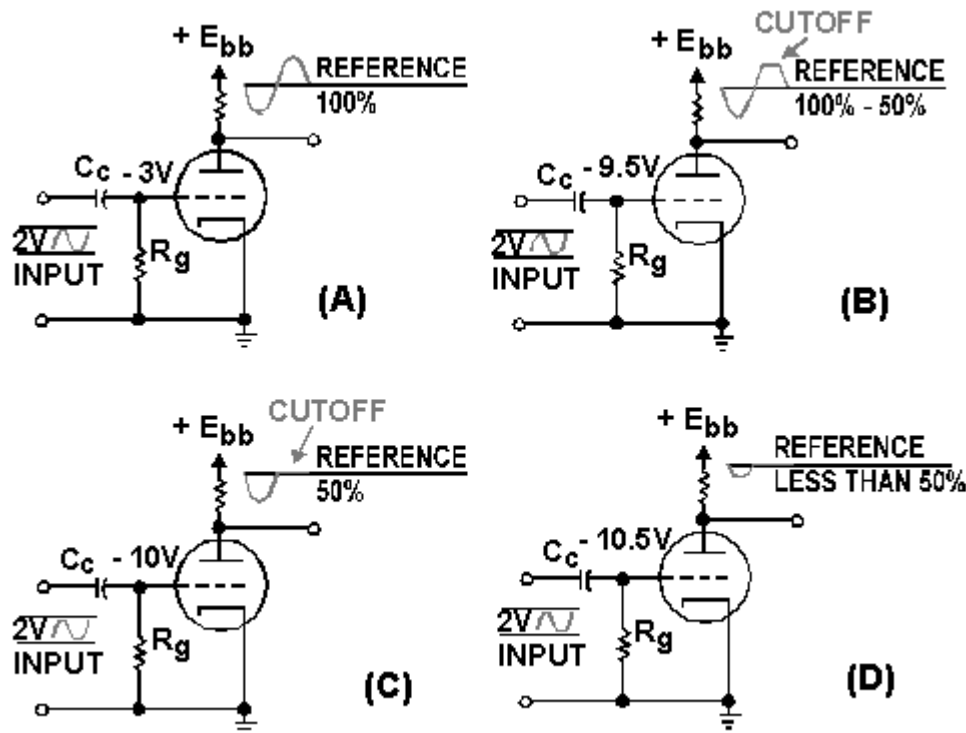 + Ebb
REFERENCE
100%
Cc
- 3V
2V
INPUT
Rg
(A)
CUTOFF
+ Ebb
REFERENCE
100% - 50%
Cc
- 9.5V
2V
INPUT
Rg
(B)
CUTOFF
+ Ebb
REFERENCE
50%
Cc
- 10V
2V
INPUT
Rg
(C)
+ Ebb
REFERENCE
LESS THAN 50%
Cc
- 10.5V
2V
INPUT
Rg
(D)